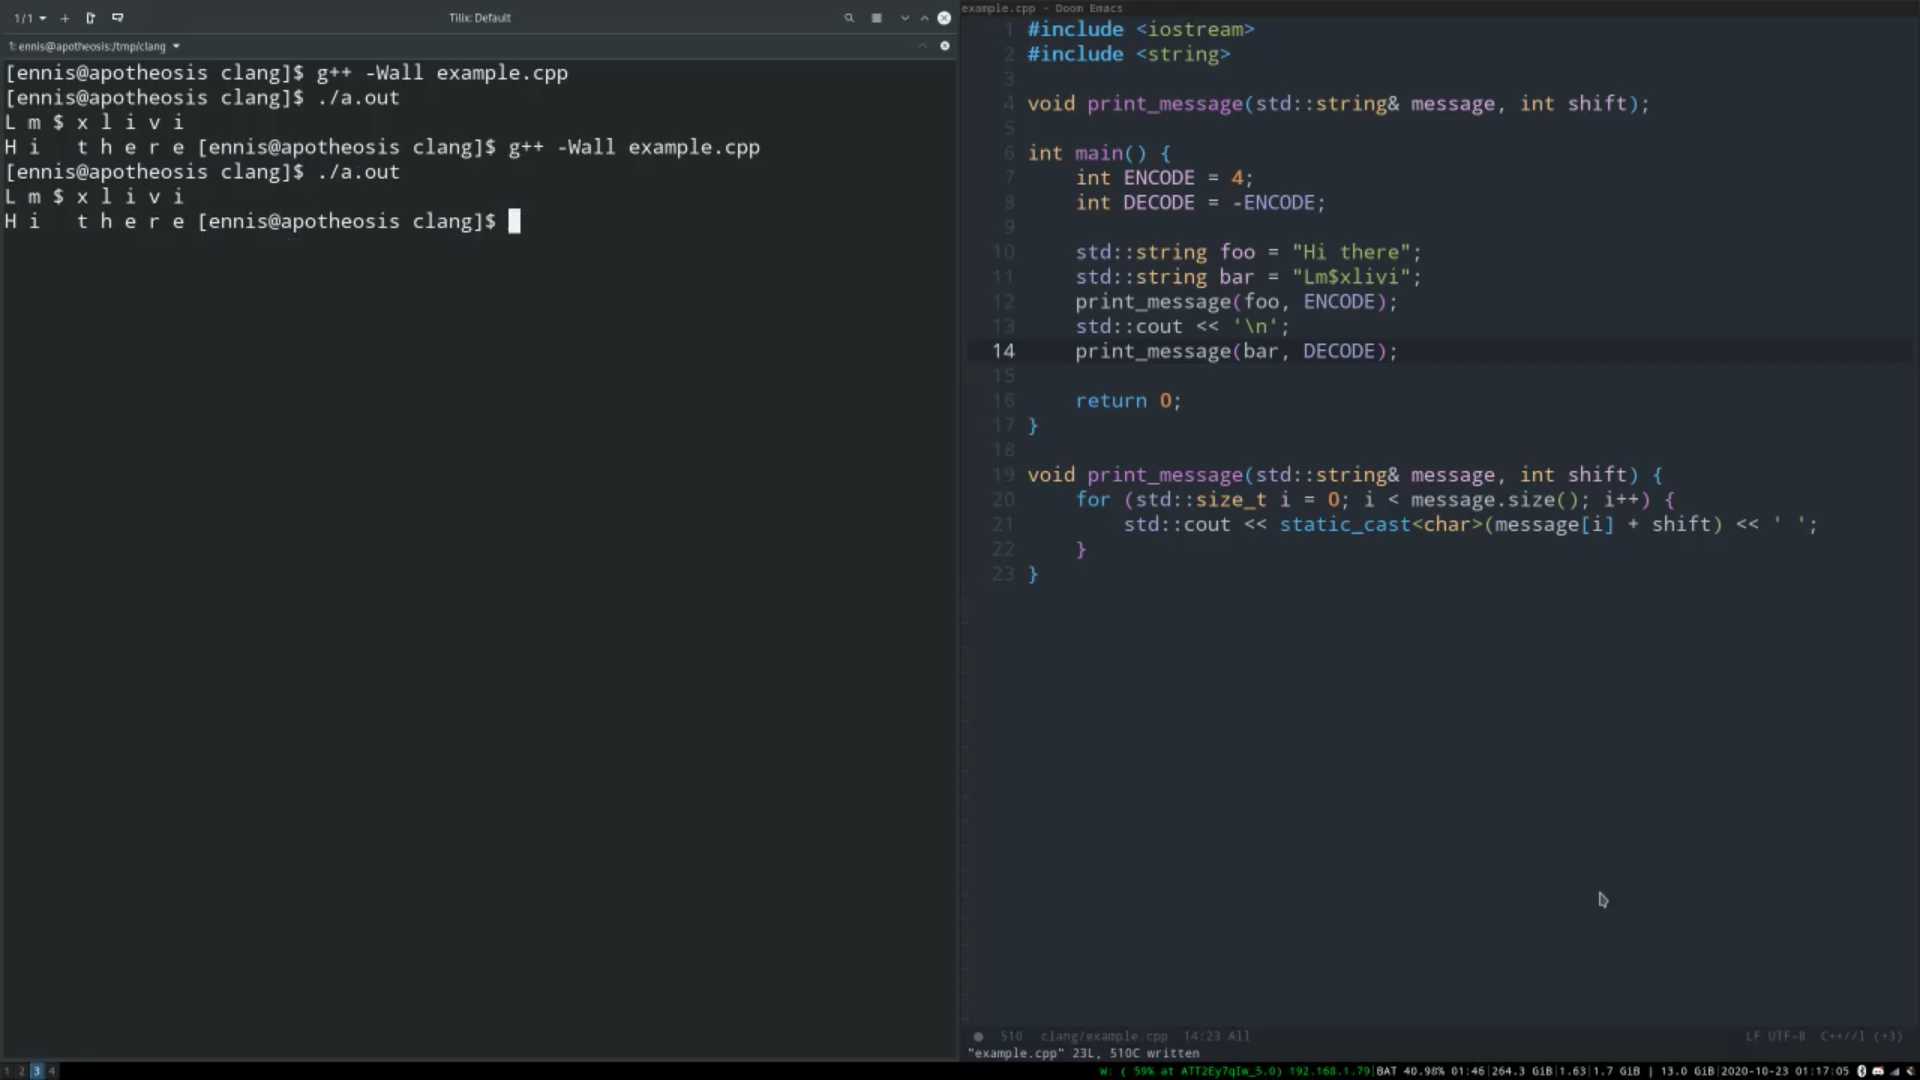 1/1
Tilix: Default
1: ennis@apotheosis:/tmp/clang
[ennis@apotheosis clang]$ g++ -Wall example.cpp
[ennis@apotheosis clang]$ ./a.out
L m $ x l i v i
H i   t h e r e [ennis@apotheosis clang]$ g++ -Wall example.cpp
[ennis@apotheosis clang]$ ./a.out
L m $ x l i v i
H i   t h e r e [ennis@apotheosis clang]$
example.cpp - Doom Emacs
1 #include <iostream>
2 #include <string>
3
4 void print_message(std::string& message, int shift);
5
6 int main() {
7     int ENCODE = 4;
8     int DECODE = -ENCODE;
9
10     std::string foo = "Hi there";
11     std::string bar = "Lm$xlivi";
12     print_message(foo, ENCODE);
13     std::cout << '\n';
14     print_message(bar, DECODE);
15
16     return 0;
17 }
18
19 void print_message(std::string& message, int shift) {
20     for (std::size_t i = 0; i < message.size(); i++) {
21         std::cout << static_cast<char>(message[i] + shift) << ' ';
22     }
23 }
510 clang/example.cpp 14:23 All LF UTF-8 C++//l (+3)
"example.cpp" 23L, 510C written
1 2 3 4
W: ( 59% at ATT2Ey7qIw_5.0) 192.168.1.79|BAT 40.98% 01:46|264.3 GiB|1.63|1.7 GiB | 13.0 GiB|2020-10-23 01:17:05